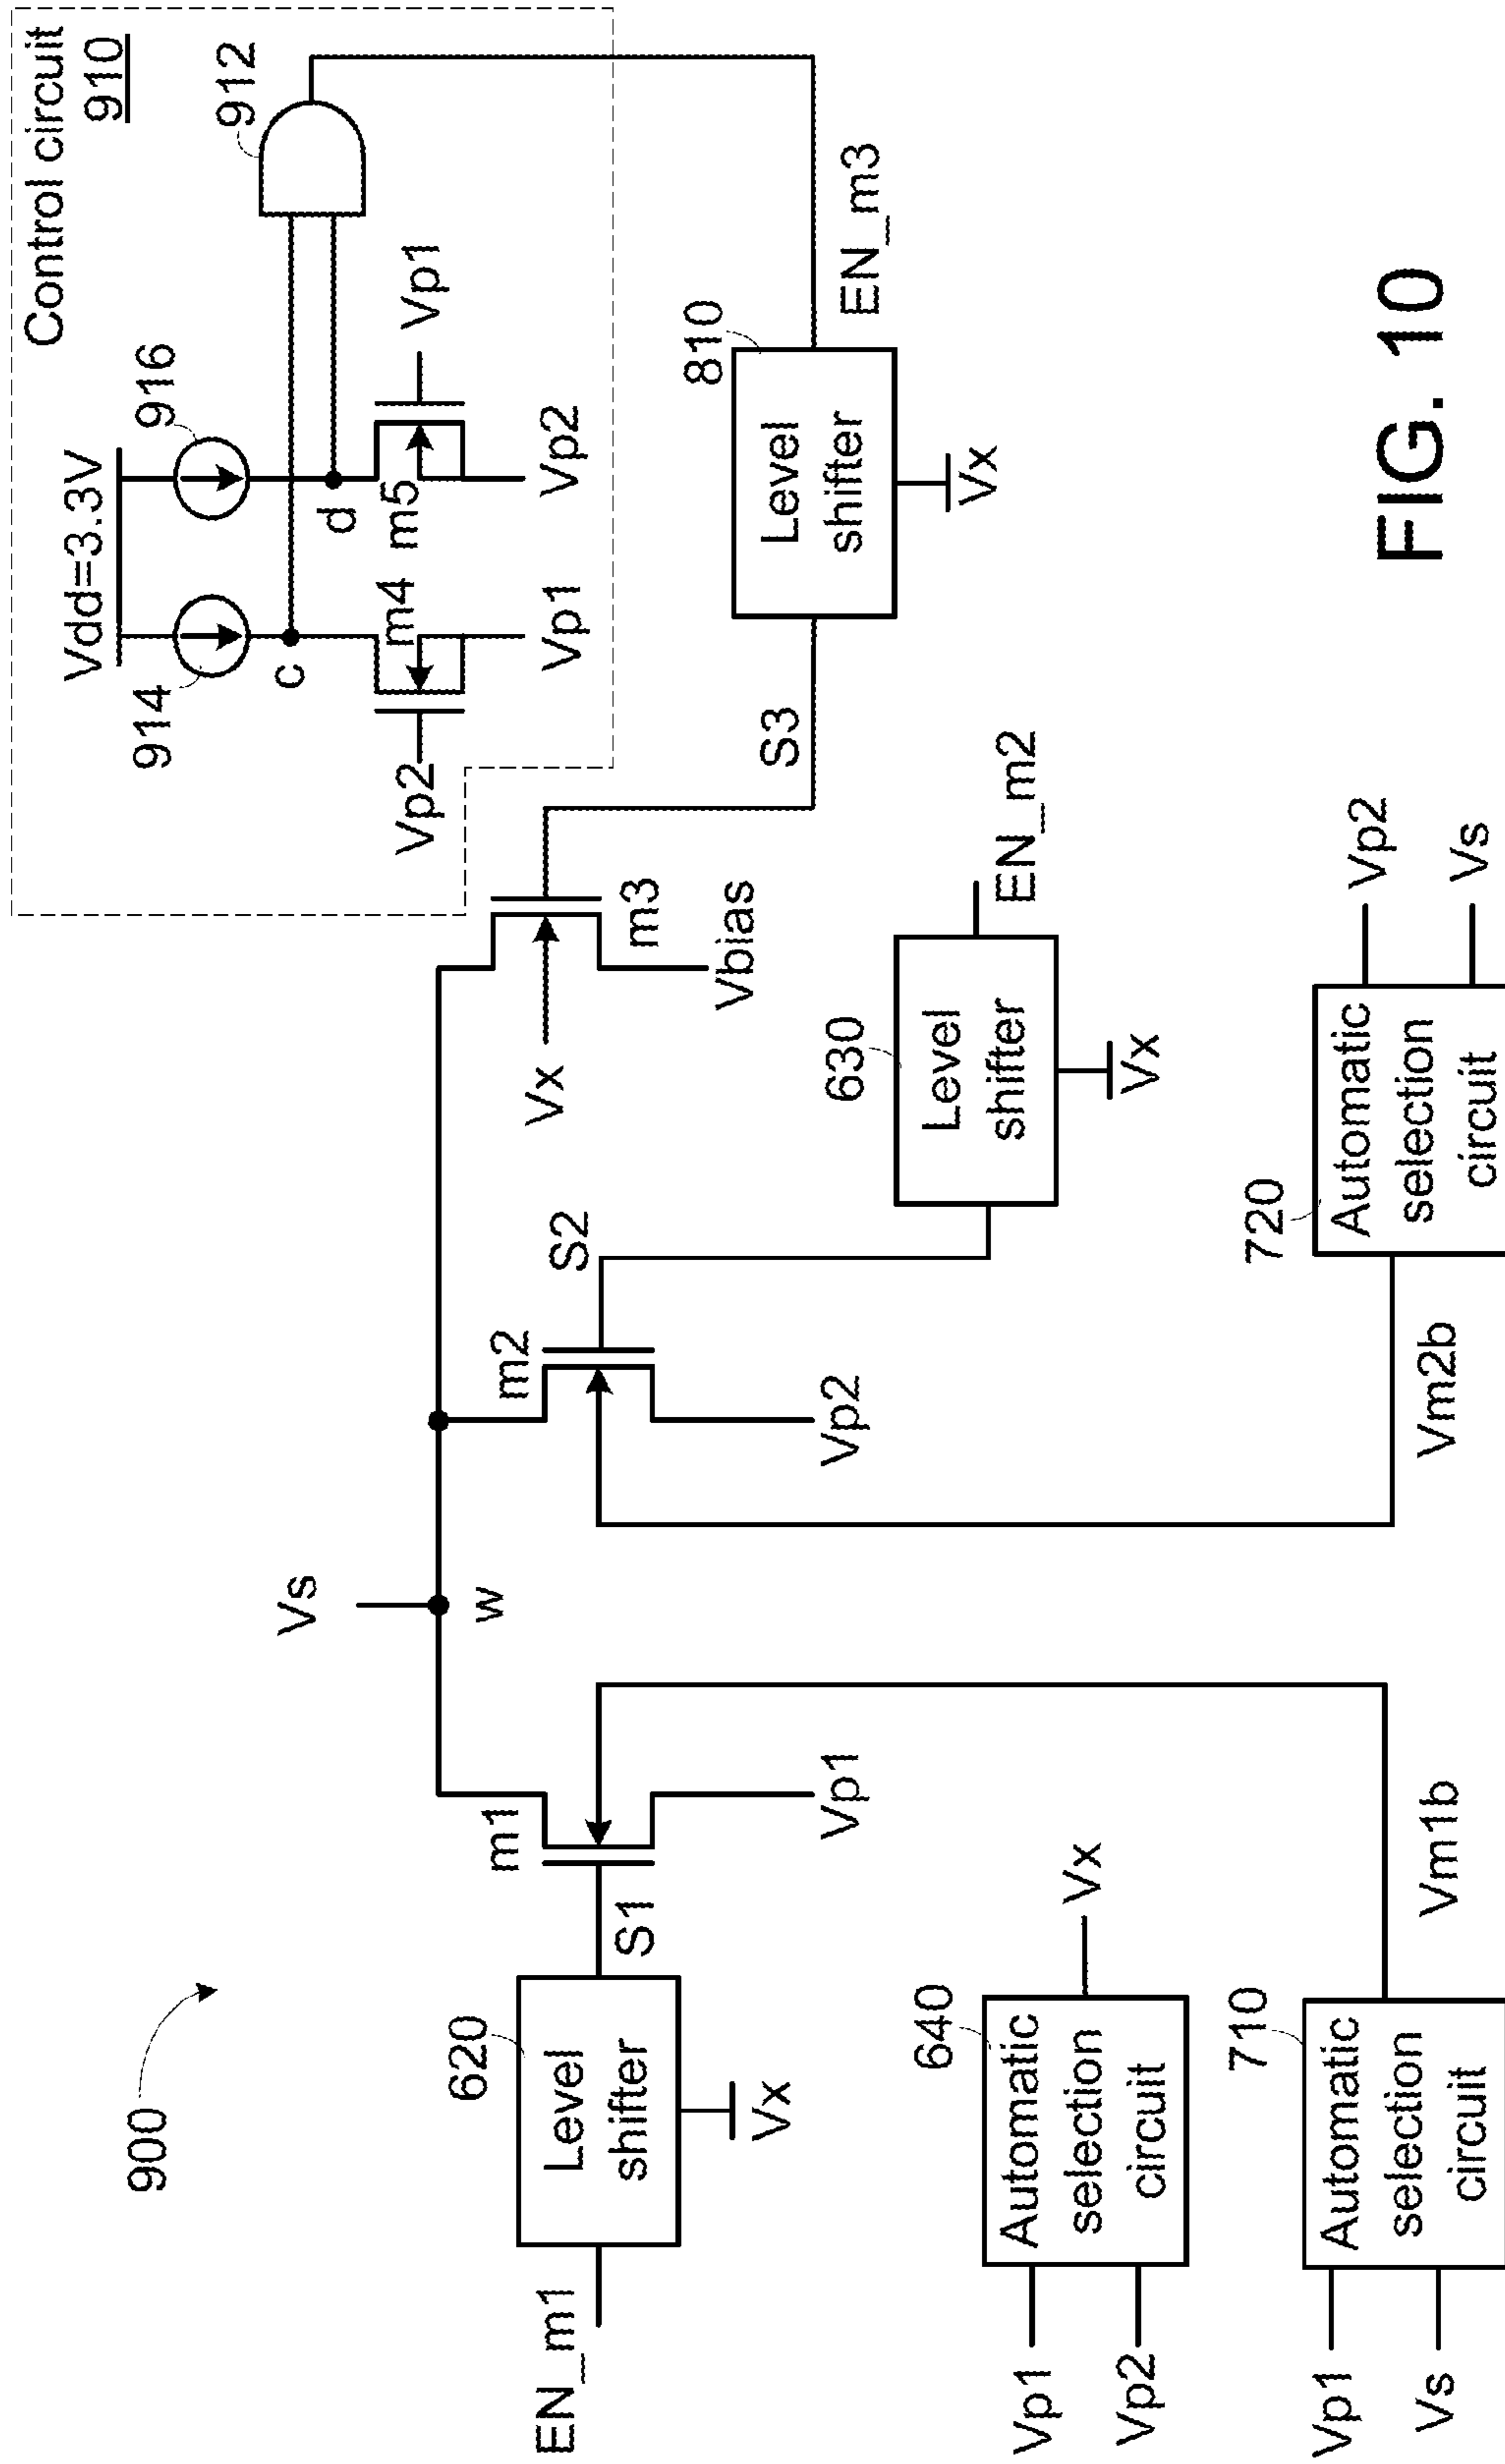 Control circuit
910
Vdd=3.3V
914
916
912
c
d
m4
m5
Vp2
Vp1
Vp1
Vp2
900
Vs
w
m1
m2
m3
EN_m1
620
Level
shifter
Vx
S1
Vp1
S2
Vp2
Vx
Vbias
S3
810
Level
shifter
Vx
EN_m3
630
Level
shifter
Vx
EN_m2
640
Automatic
selection
circuit
Vp1
Vp2
Vx
710
Automatic
selection
circuit
Vp1
Vs
Vm1b
Vm2b
720
Automatic
selection
circuit
Vp2
Vs
FIG. 10